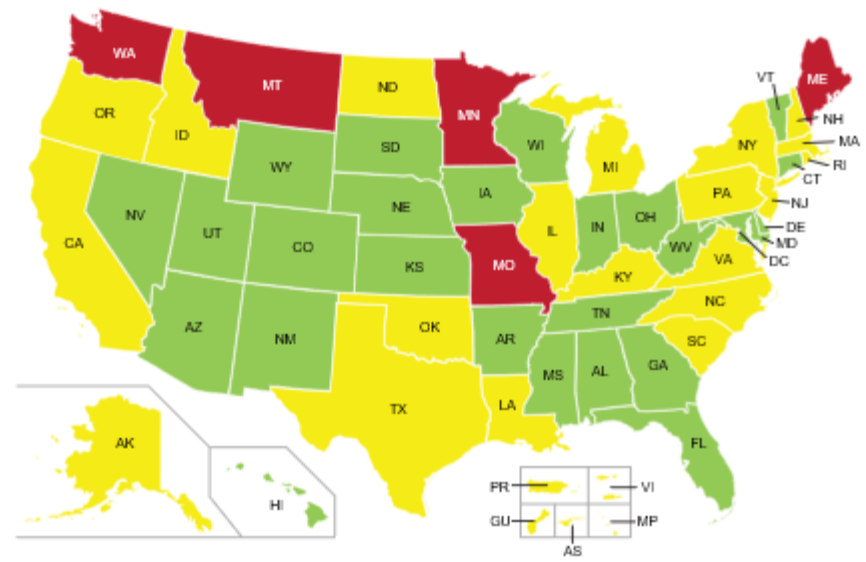 WA
MT
ND
MN
ME
VT
NH
OR
ID
SD
WI
NY
MA
WY
MI
RI
CT
IA
PA
NE
NJ
NV
UT
IL
IN
OH
DE
CA
CO
WV
MD
KS
MO
VA
DC
KY
NC
TN
AZ
NM
OK
AR
SC
MS
AL
GA
TX
LA
AK
FL
PR
VI
HI
GU
MP
AS